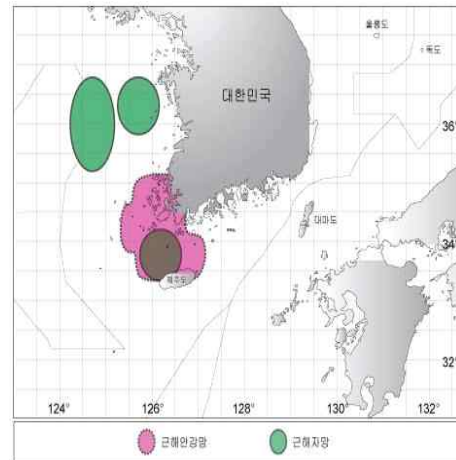 울릉도
독도
대한민국
36°
대마도
34°
제주도
32°
124°
126°
128°
130°
132°
근해안강망
근해자망